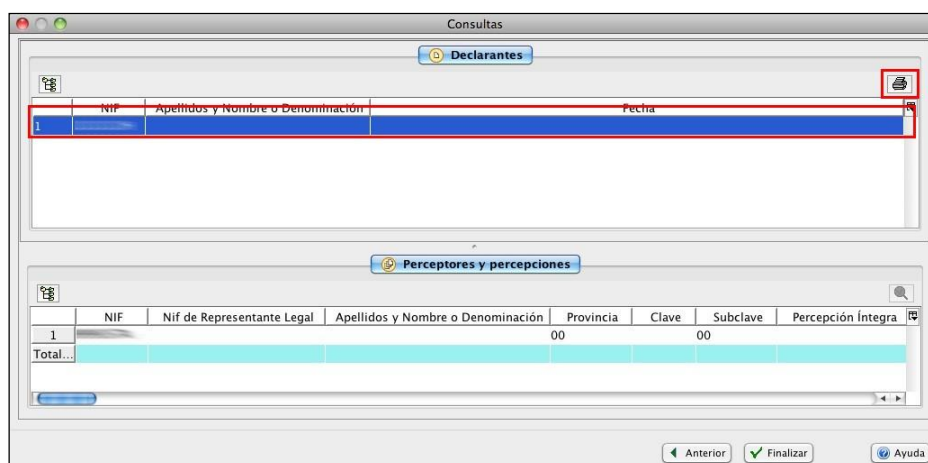 Consultas
Declarantes
NIF Apellidos y Nombre o Denominación Fecha
1
Perceptores y percepciones
NIF Nif de Representante Legal Apellidos y Nombre o Denominación Provincia Clave Subclave Percepción Íntegra
1 00 00
Total...
Anterior Finalizar Ayuda